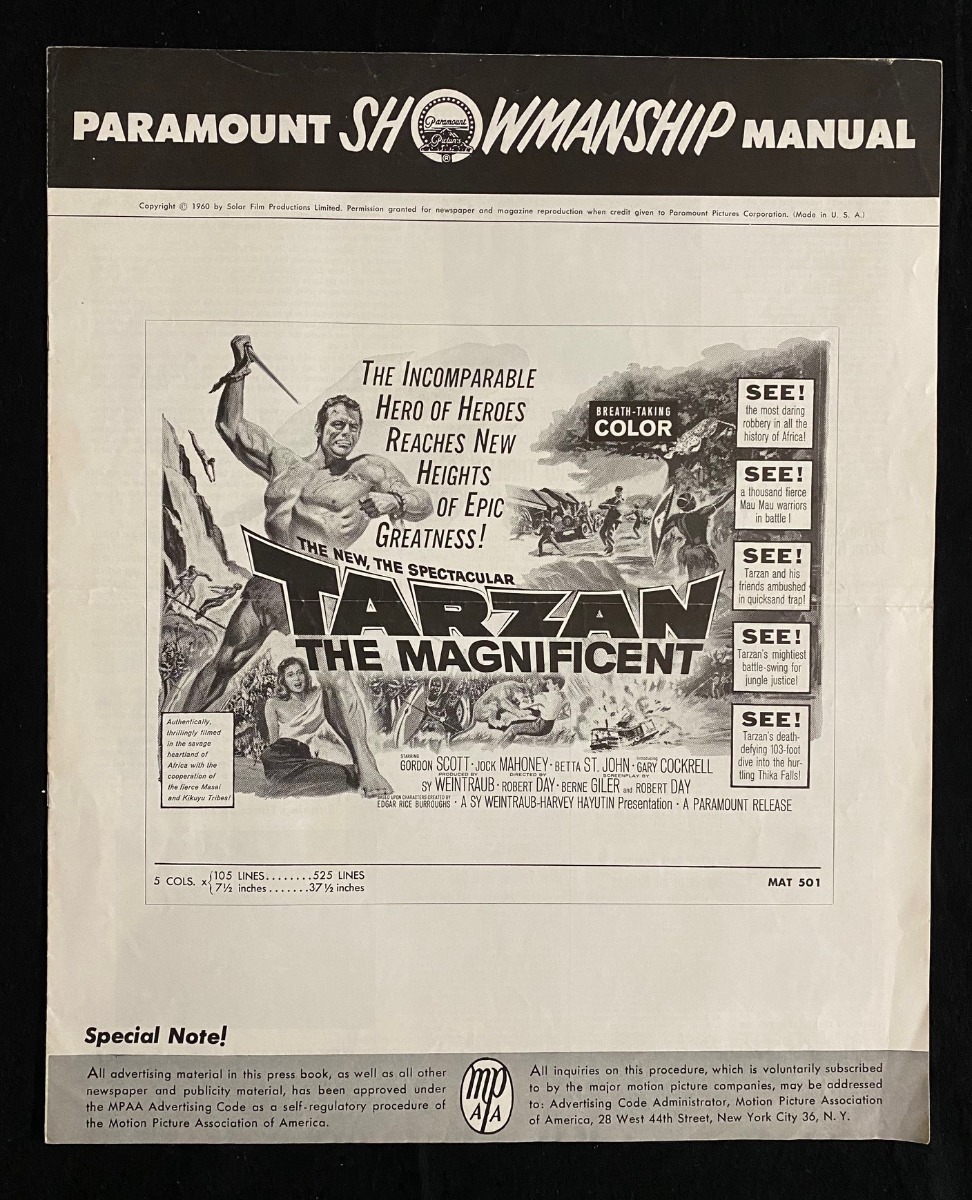 PARAMOUNT SHOWMANSHIP MANUAL
Paramount
Pictures
®
Copyright © 1960 by Solar Film Productions Limited. Permission granted for newspaper and magazine reproduction when credit given to Paramount Pictures Corporation. (Made in U. S. A.)
THE INCOMPARABLE
HERO OF HEROES
REACHES NEW
HEIGHTS
OF EPIC
GREATNESS!
BREATH-TAKING
COLOR
SEE!
the most daring
robbery in all the
history of Africa!
SEE!
a thousand fierce
Mau Mau warriors
in battle!
SEE!
Tarzan and his
friends ambushed
in quicksand trap!
SEE!
Tarzan's mightiest
battle-swing for
jungle justice!
SEE!
Tarzan's death-
defying 103-foot
dive into the hur-
tling Thika Falls!
THE NEW, THE SPECTACULAR
TARZAN
THE MAGNIFICENT
Authentically,
thrillingly filmed
in the savage
heartland of
Africa with the
cooperation of
the fierce Masai
and Kikuyu Tribes!
STARRING
GORDON SCOTT · JOCK MAHONEY · BETTA ST. JOHN · Introducing GARY COCKRELL
PRODUCED BY SY WEINTRAUB · DIRECTED BY ROBERT DAY · SCREENPLAY BY BERNE GILER and ROBERT DAY
BASED UPON CHARACTERS CREATED BY
EDGAR RICE BURROUGHS · A SY WEINTRAUB-HARVEY HAYUTIN Presentation · A PARAMOUNT RELEASE
5 COLS. x { 105 LINES........525 LINES
7½ inches.......37½ inches
MAT 501
Special Note!
All advertising material in this press book, as well as all other
newspaper and publicity material, has been approved under
the MPAA Advertising Code as a self-regulatory procedure of
the Motion Picture Association of America.
mp
AA
All inquiries on this procedure, which is voluntarily subscribed
to by the major motion picture companies, may be addressed
to: Advertising Code Administrator, Motion Picture Association
of America, 28 West 44th Street, New York City 36, N. Y.